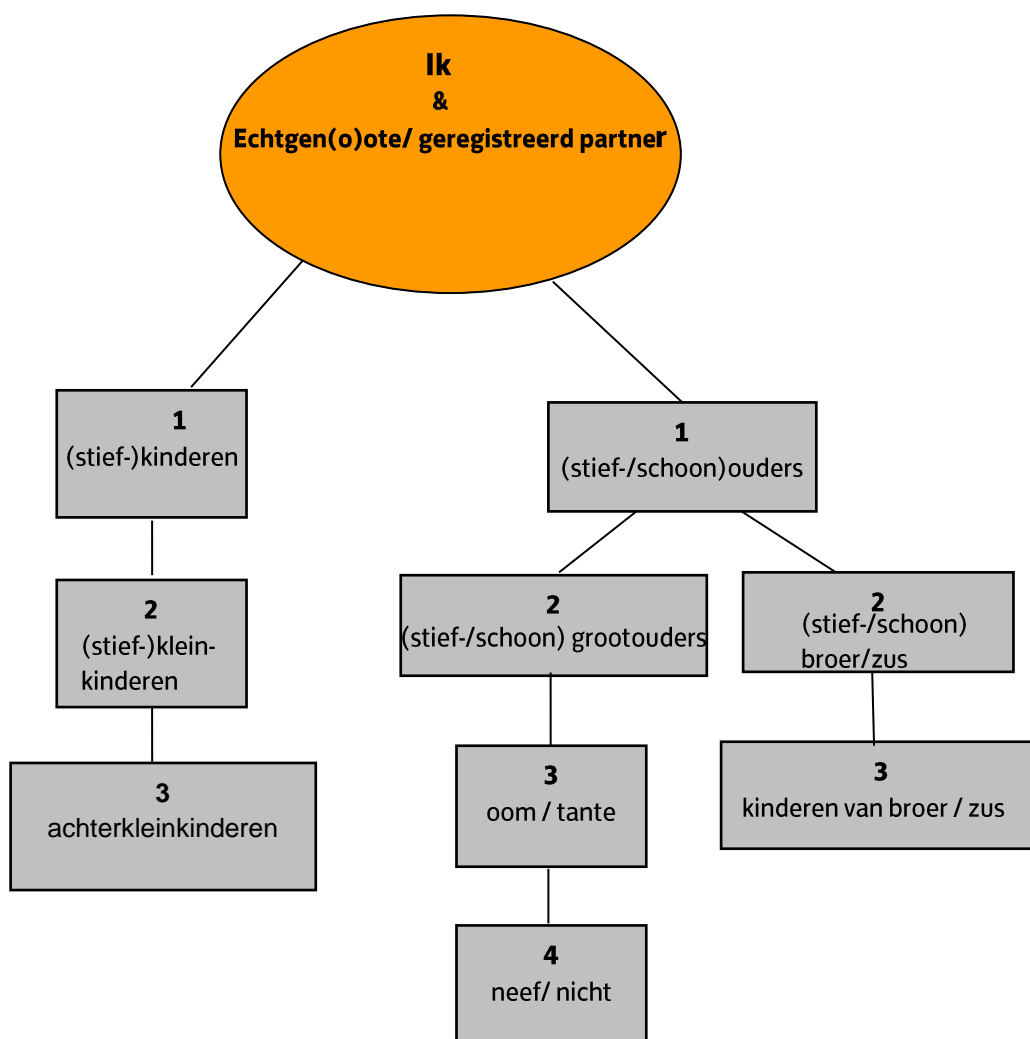 Ik
&
Echtgen(o)ote/ geregistreerd partner
1
(stief-)kinderen
1
(stief-/schoon)ouders
2
(stief-)klein-
kinderen
2
(stief-/schoon) grootouders
2
(stief-/schoon)
broer/zus
3
achterkleinkinderen
3
oom / tante
3
kinderen van broer / zus
4
neef/ nicht